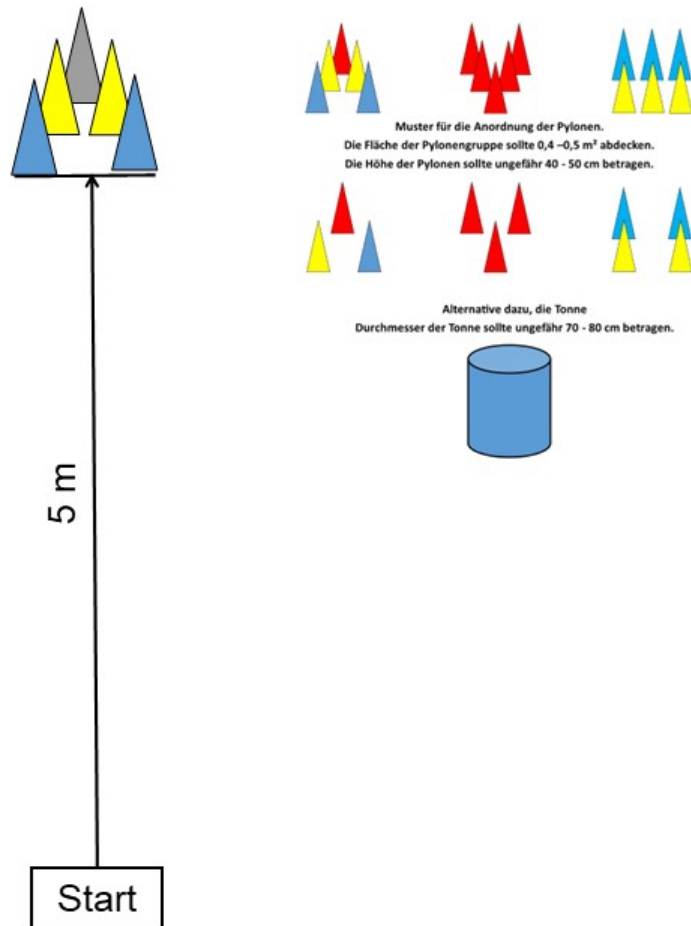 Muster für die Anordnung der Pylonen.
Die Fläche der Pylonengruppe sollte 0,4 –0,5 m² abdecken.
Die Höhe der Pylonen sollte ungefähr 40 - 50 cm betragen.
Alternative dazu, die Tonne
Durchmesser der Tonne sollte ungefähr 70 - 80 cm betragen.
5 m
Start